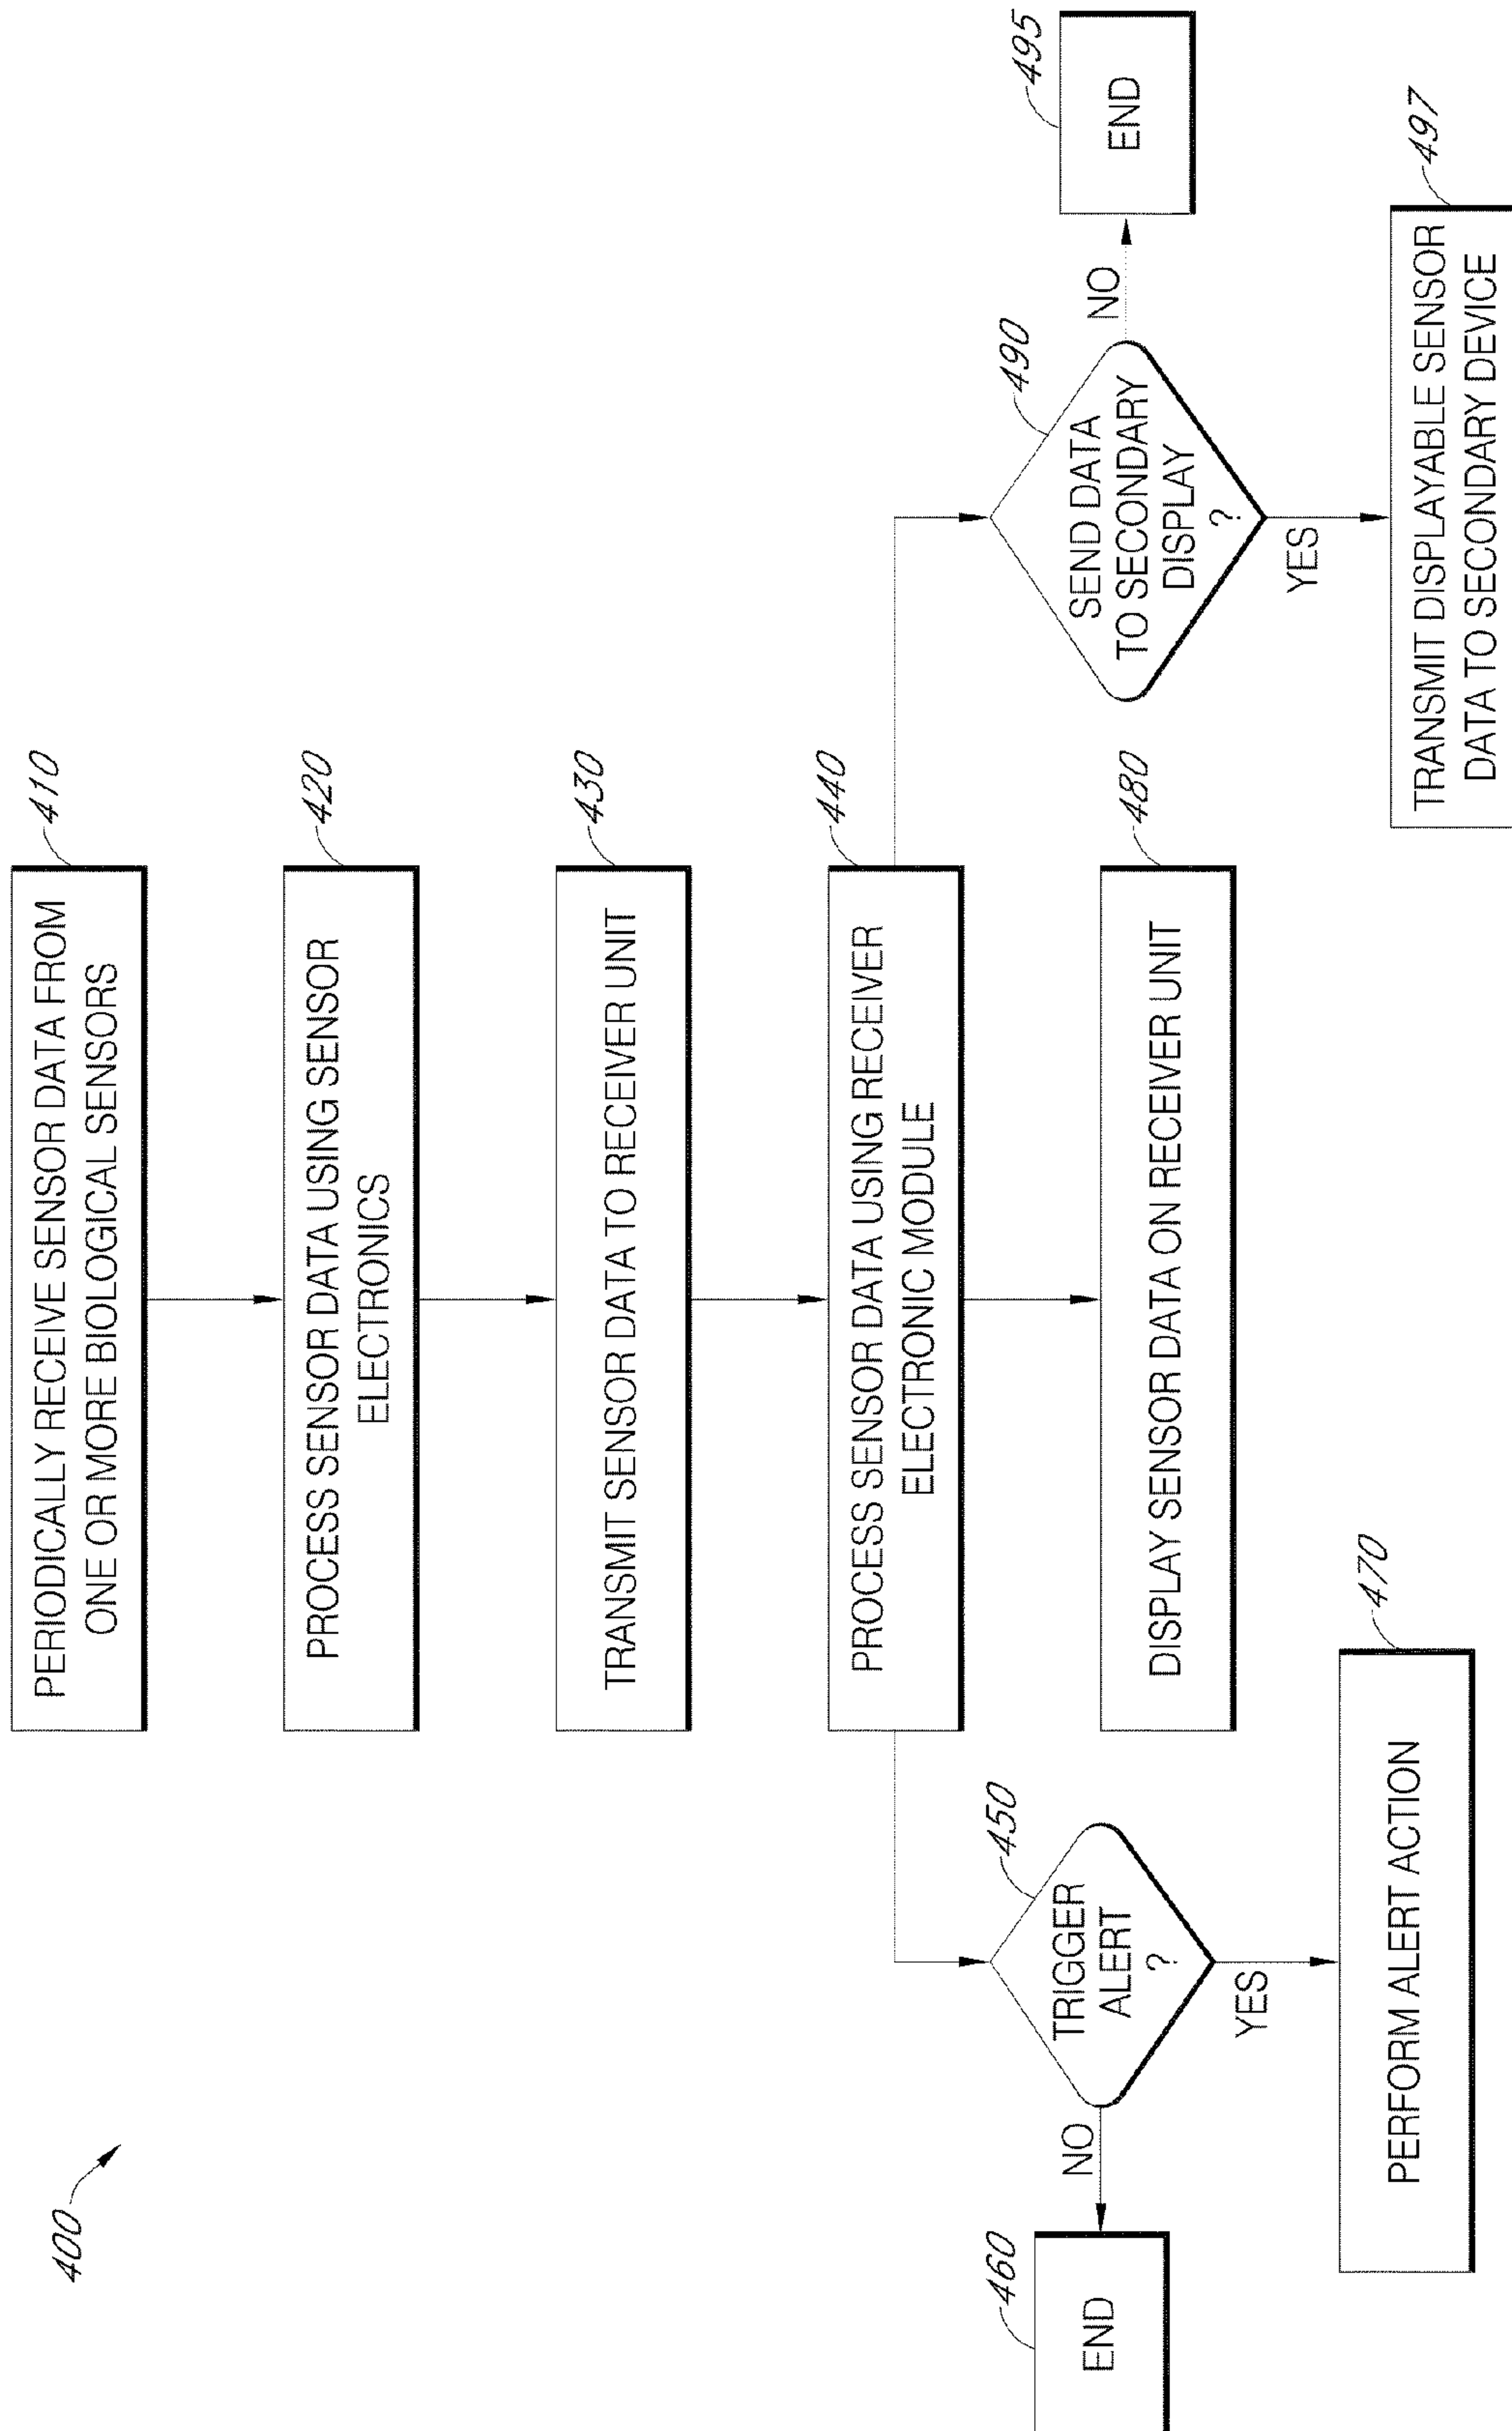 400
PERIODICALLY RECEIVE SENSOR DATA FROM
ONE OR MORE BIOLOGICAL SENSORS
410
PROCESS SENSOR DATA USING SENSOR
ELECTRONICS
420
TRANSMIT SENSOR DATA TO RECEIVER UNIT
430
PROCESS SENSOR DATA USING RECEIVER
ELECTRONIC MODULE
440
TRIGGER
ALERT
?
450
NO
YES
END
460
PERFORM ALERT ACTION
470
DISPLAY SENSOR DATA ON RECEIVER UNIT
480
SEND DATA
TO SECONDARY
DISPLAY
?
490
NO
YES
END
495
TRANSMIT DISPLAYABLE SENSOR
DATA TO SECONDARY DEVICE
497